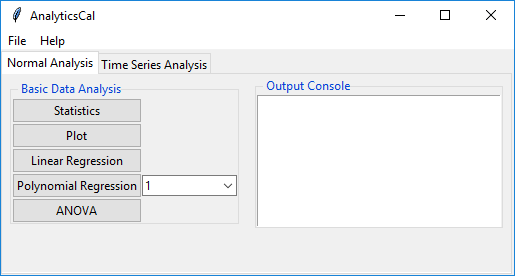 AnalyticsCal
File Help
Normal Analysis Time Series Analysis
Basic Data Analysis
Statistics
Plot
Linear Regression
Polynomial Regression 1
ANOVA
Output Console